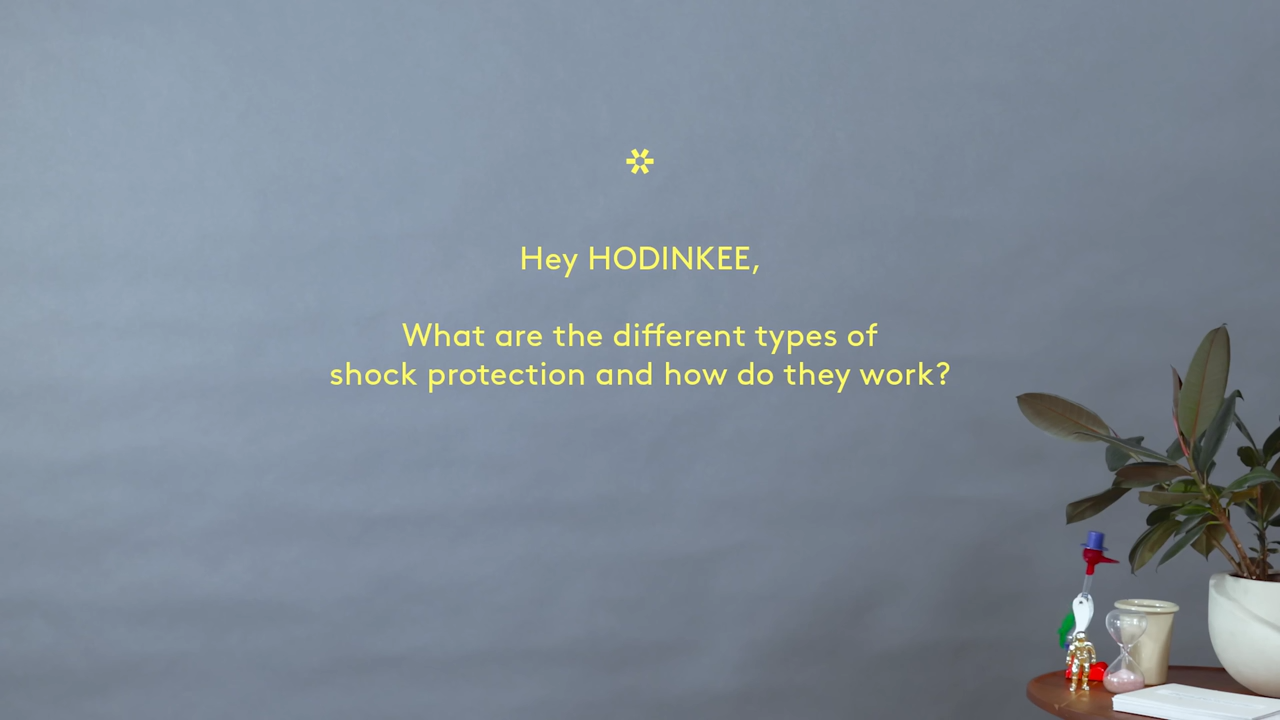 Hey HODINKEE,
What are the different types of
shock protection and how do they work?